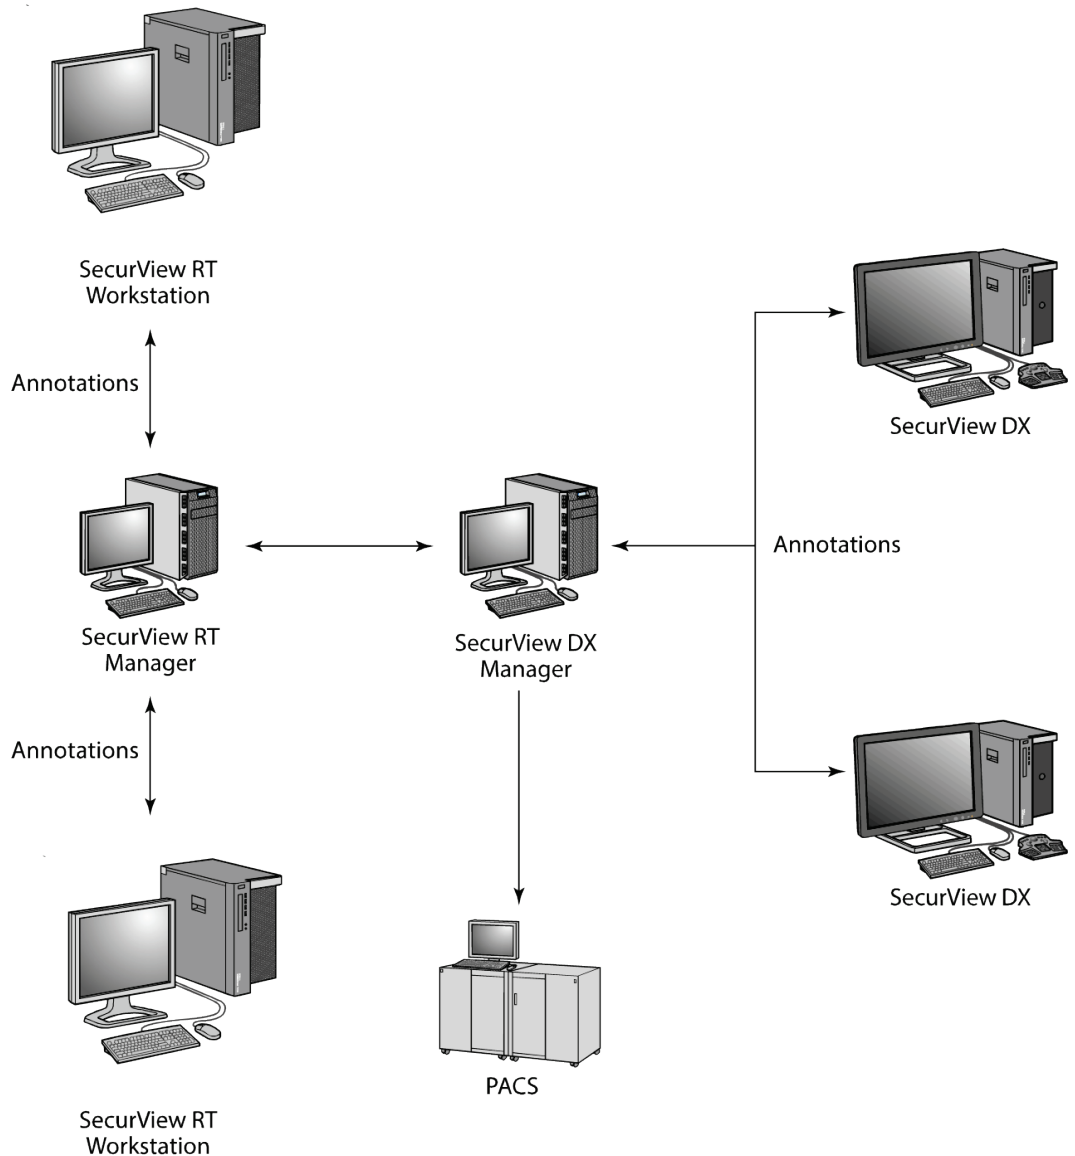 SecurView RT
Workstation
Annotations
SecurView DX
Annotations
SecurView RT
Manager
SecurView DX
Manager
Annotations
SecurView DX
PACS
SecurView RT
Workstation